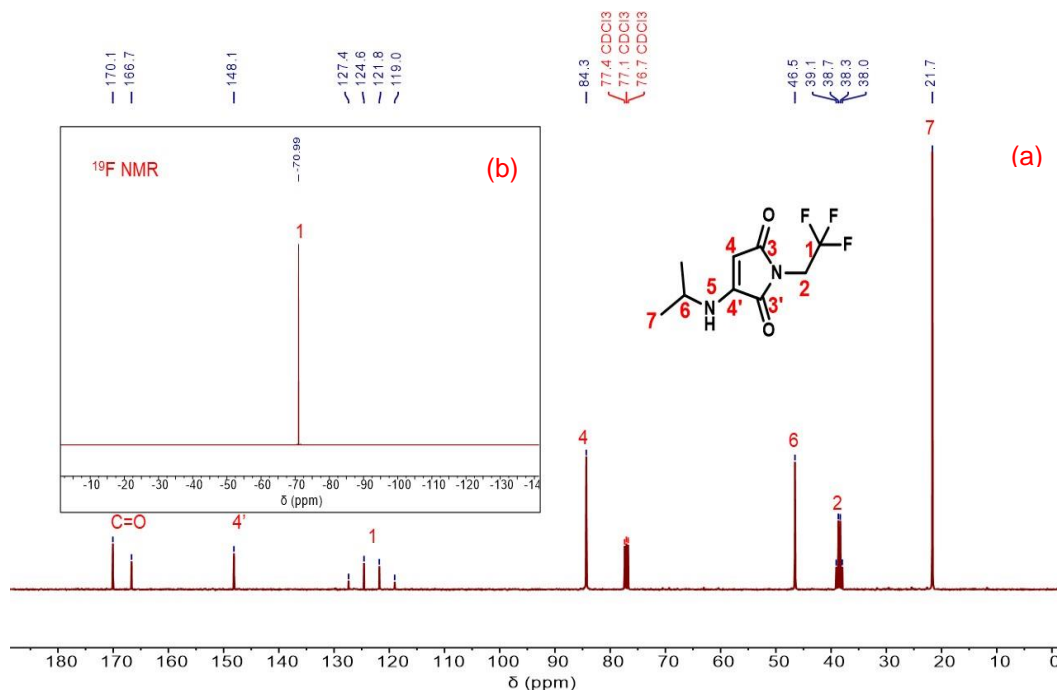 170.1
166.7
148.1
127.4
124.6
121.8
119.0
84.3
77.4 CDCl3
77.1 CDCl3
76.7 CDCl3
46.5
39.1
38.7
38.3
38.0
21.7
7
(a)
¹⁹F NMR
-70.99
(b)
1
-10 -20 -30 -40 -50 -60 -70 -80 -90 -100 -110 -120 -130 -14
δ (ppm)
O
F
F
1
F
4
3
N
2
5
6
4'
3'
7
N
H
O
4
6
2
C=O
4'
1
180 170 160 150 140 130 120 110 100 90 80 70 60 50 40 30 20 10 0
δ (ppm)